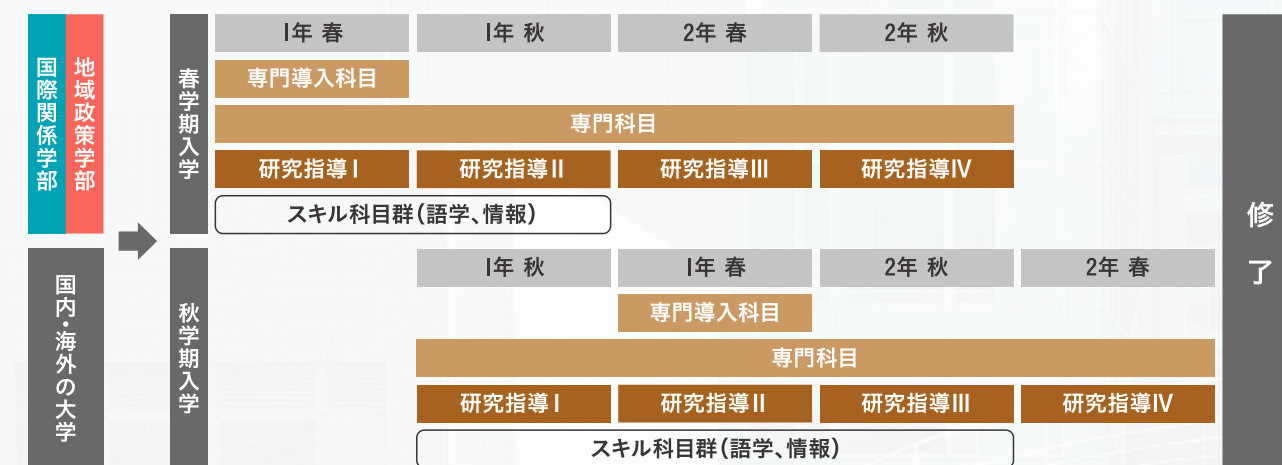 国際関係学部
地域政策学部
国内・海外の大学
春学期入学
1年 春
1年 秋
2年 春
2年 秋
専門導入科目
専門科目
研究指導Ⅰ
研究指導Ⅱ
研究指導Ⅲ
研究指導Ⅳ
スキル科目群(語学、情報)
秋学期入学
1年 秋
1年 春
2年 秋
2年 春
専門導入科目
専門科目
研究指導Ⅰ
研究指導Ⅱ
研究指導Ⅲ
研究指導Ⅳ
スキル科目群(語学、情報)
修了